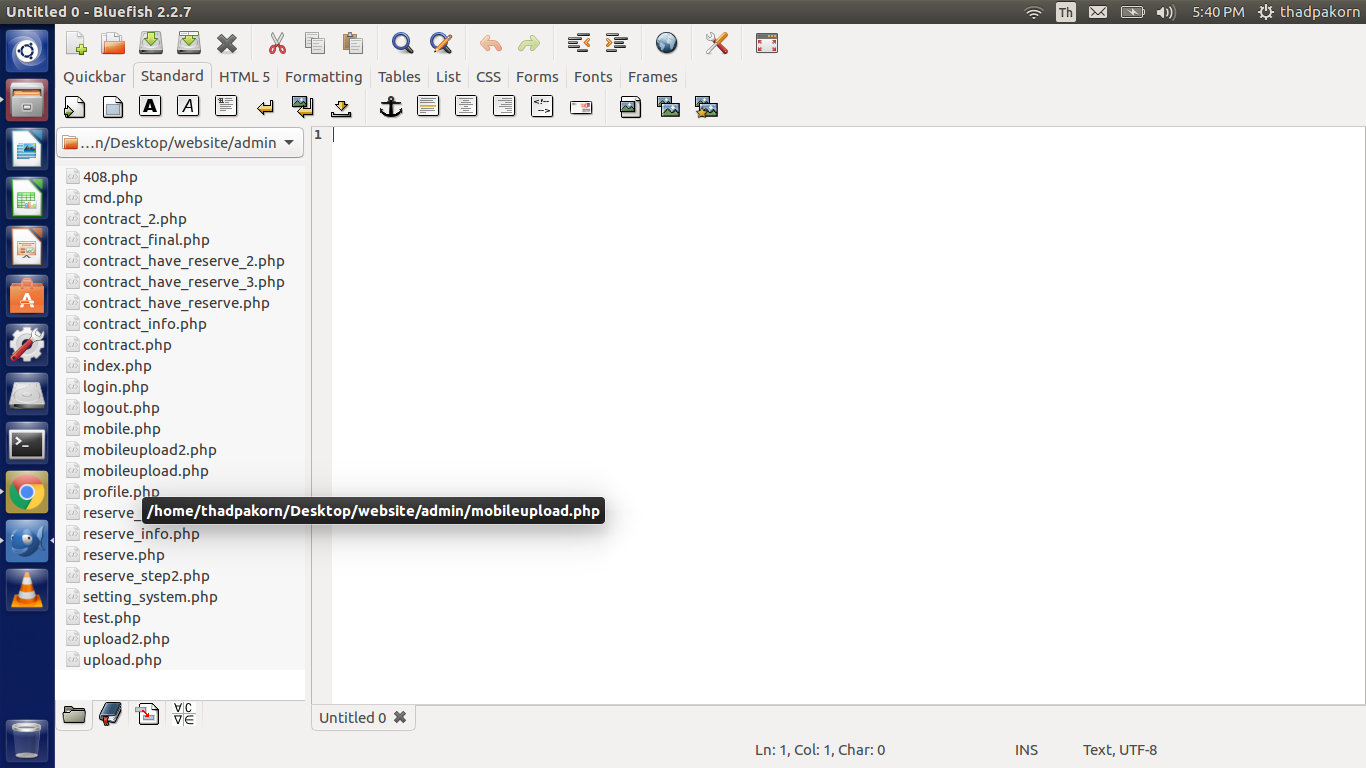 Untitled 0 - Bluefish 2.2.7
Th
5:40 PM
thadpakorn
Quickbar Standard HTML 5 Formatting Tables List CSS Forms Fonts Frames
A A
<!-- -->
…n/Desktop/website/admin
1
408.php
cmd.php
contract_2.php
contract_final.php
contract_have_reserve_2.php
contract_have_reserve_3.php
contract_have_reserve.php
contract_info.php
contract.php
index.php
login.php
logout.php
mobile.php
mobileupload2.php
mobileupload.php
profile.php
/home/thadpakorn/Desktop/website/admin/mobileupload.php
reserve_
reserve_info.php
reserve.php
reserve_step2.php
setting_system.php
test.php
upload2.php
upload.php
∀C
∇∈
Untitled 0
Ln: 1, Col: 1, Char: 0 INS Text, UTF-8